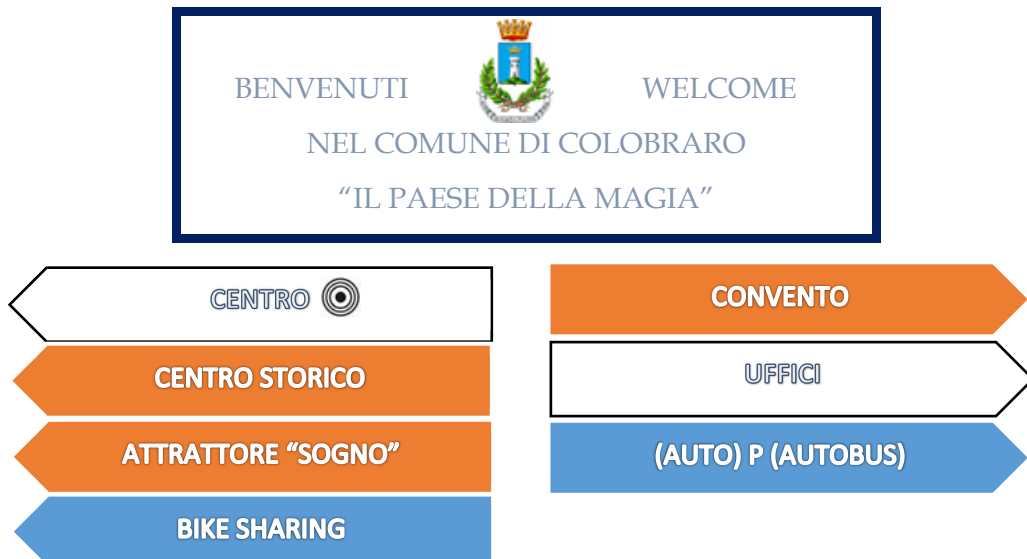 BENVENUTI WELCOME
NEL COMUNE DI COLOBRARO
“IL PAESE DELLA MAGIA”
CENTRO
CENTRO STORICO
ATTRATTORE “SOGNO”
BIKE SHARING
CONVENTO
UFFICI
(AUTO) P (AUTOBUS)